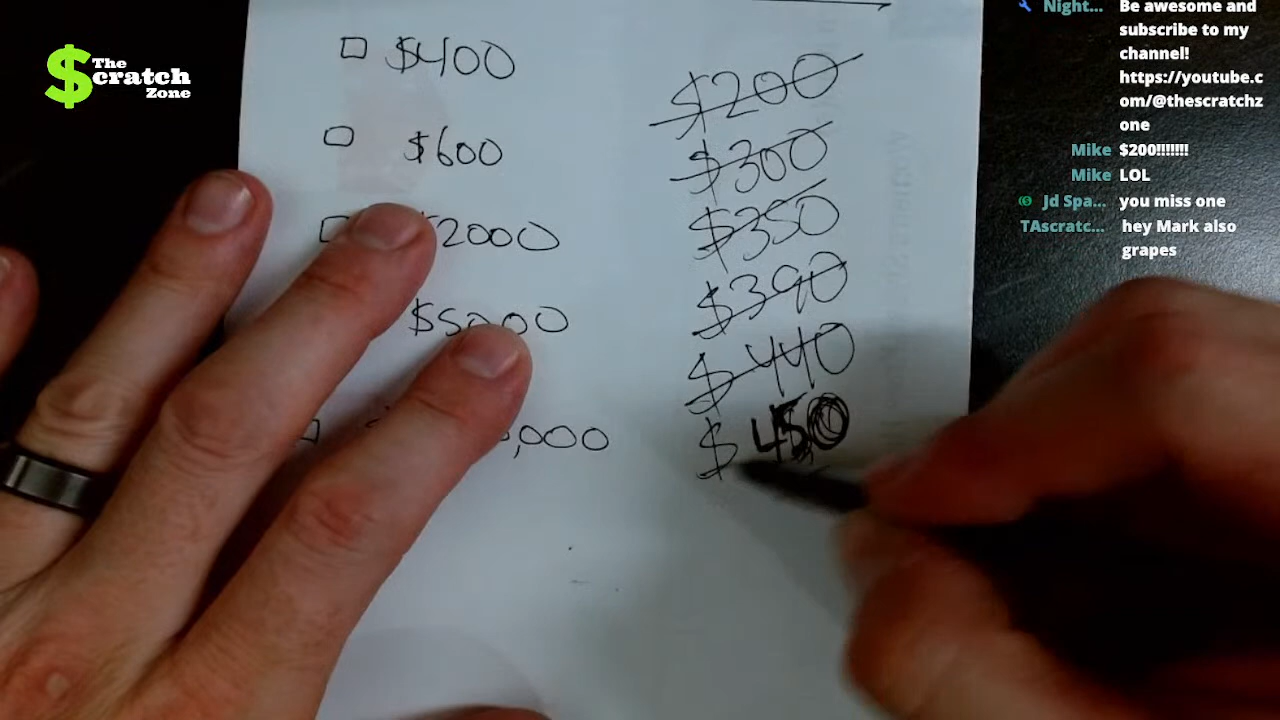 The
$cratch
Zone
$400
$600
$2000
$5000
,000
$200
$300
$350
$390
$440
$450
Night... Be awesome and
subscribe to my
channel!
https://youtube.c
om/@thescratchz
one
Mike $200!!!!!!!
Mike LOL
Jd Spa... you miss one
TAscratc... hey Mark also
grapes